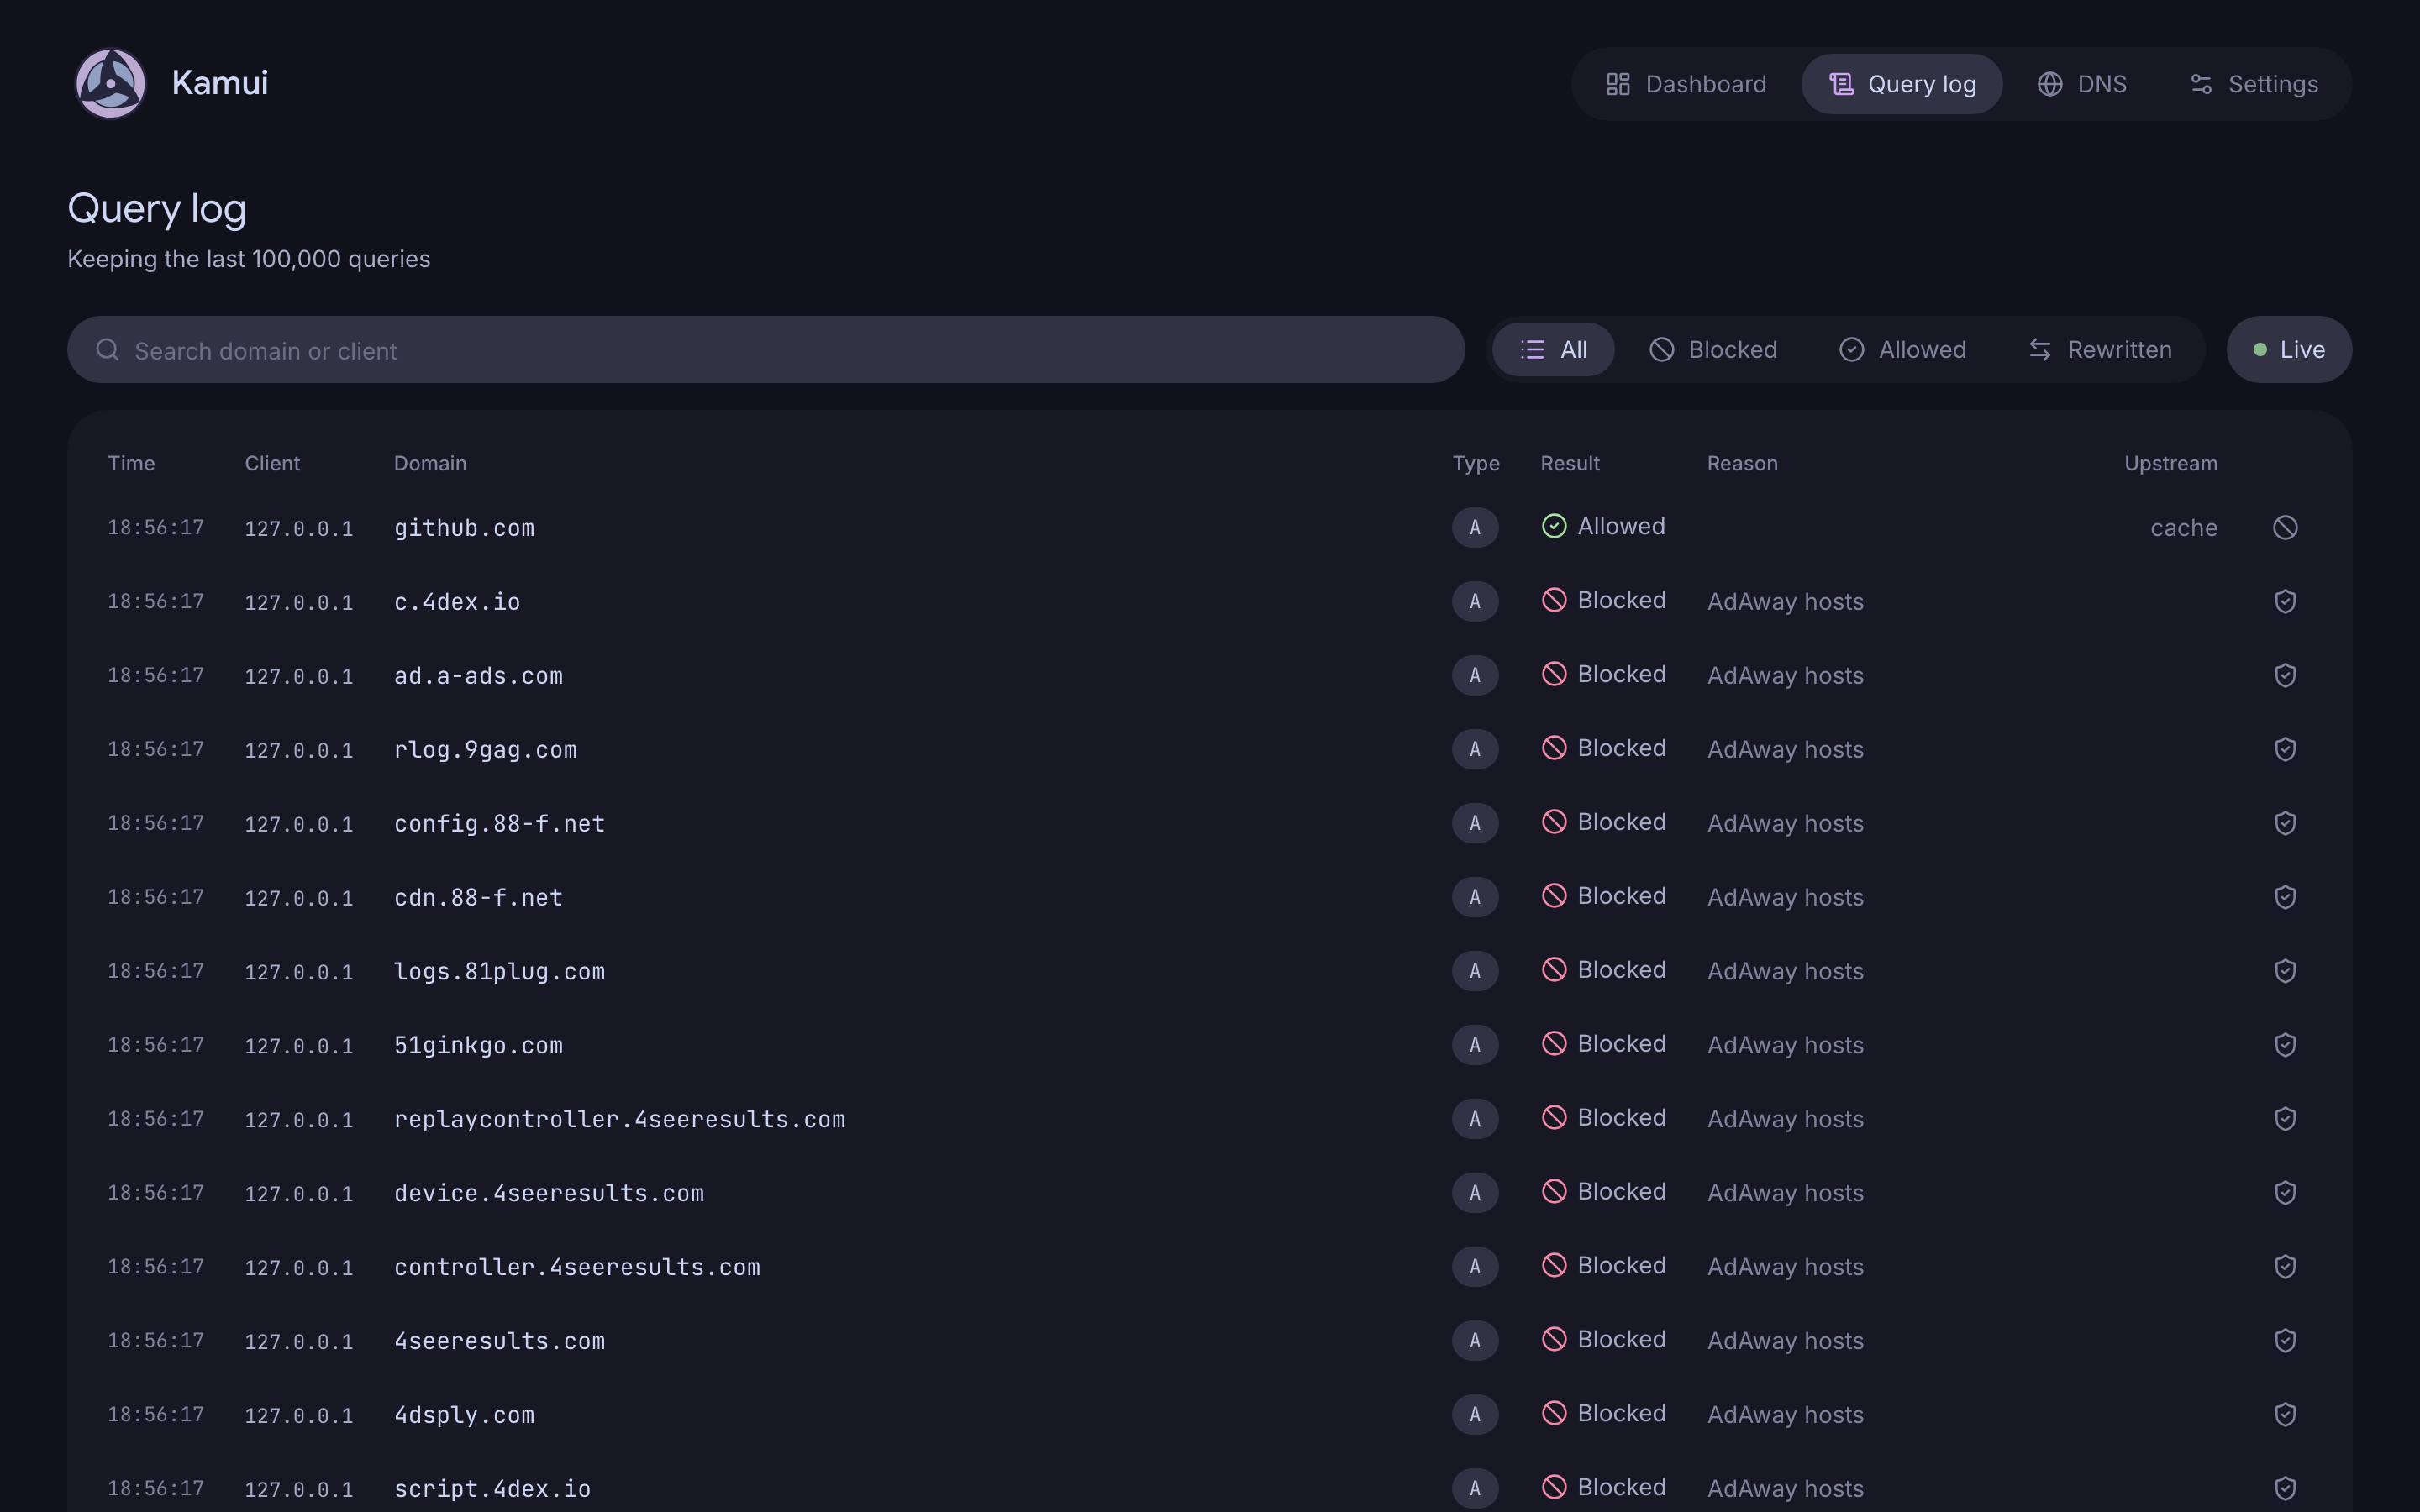 Kamui
Dashboard Query log DNS Settings
Query log
Keeping the last 100,000 queries
Search domain or client
All Blocked Allowed Rewritten Live
Time Client Domain Type Result Reason Upstream
18:56:17 127.0.0.1 github.com A Allowed cache
18:56:17 127.0.0.1 c.4dex.io A Blocked AdAway hosts
18:56:17 127.0.0.1 ad.a-ads.com A Blocked AdAway hosts
18:56:17 127.0.0.1 rlog.9gag.com A Blocked AdAway hosts
18:56:17 127.0.0.1 config.88-f.net A Blocked AdAway hosts
18:56:17 127.0.0.1 cdn.88-f.net A Blocked AdAway hosts
18:56:17 127.0.0.1 logs.81plug.com A Blocked AdAway hosts
18:56:17 127.0.0.1 51ginkgo.com A Blocked AdAway hosts
18:56:17 127.0.0.1 replaycontroller.4seeresults.com A Blocked AdAway hosts
18:56:17 127.0.0.1 device.4seeresults.com A Blocked AdAway hosts
18:56:17 127.0.0.1 controller.4seeresults.com A Blocked AdAway hosts
18:56:17 127.0.0.1 4seeresults.com A Blocked AdAway hosts
18:56:17 127.0.0.1 4dsply.com A Blocked AdAway hosts
18:56:17 127.0.0.1 script.4dex.io A Blocked AdAway hosts